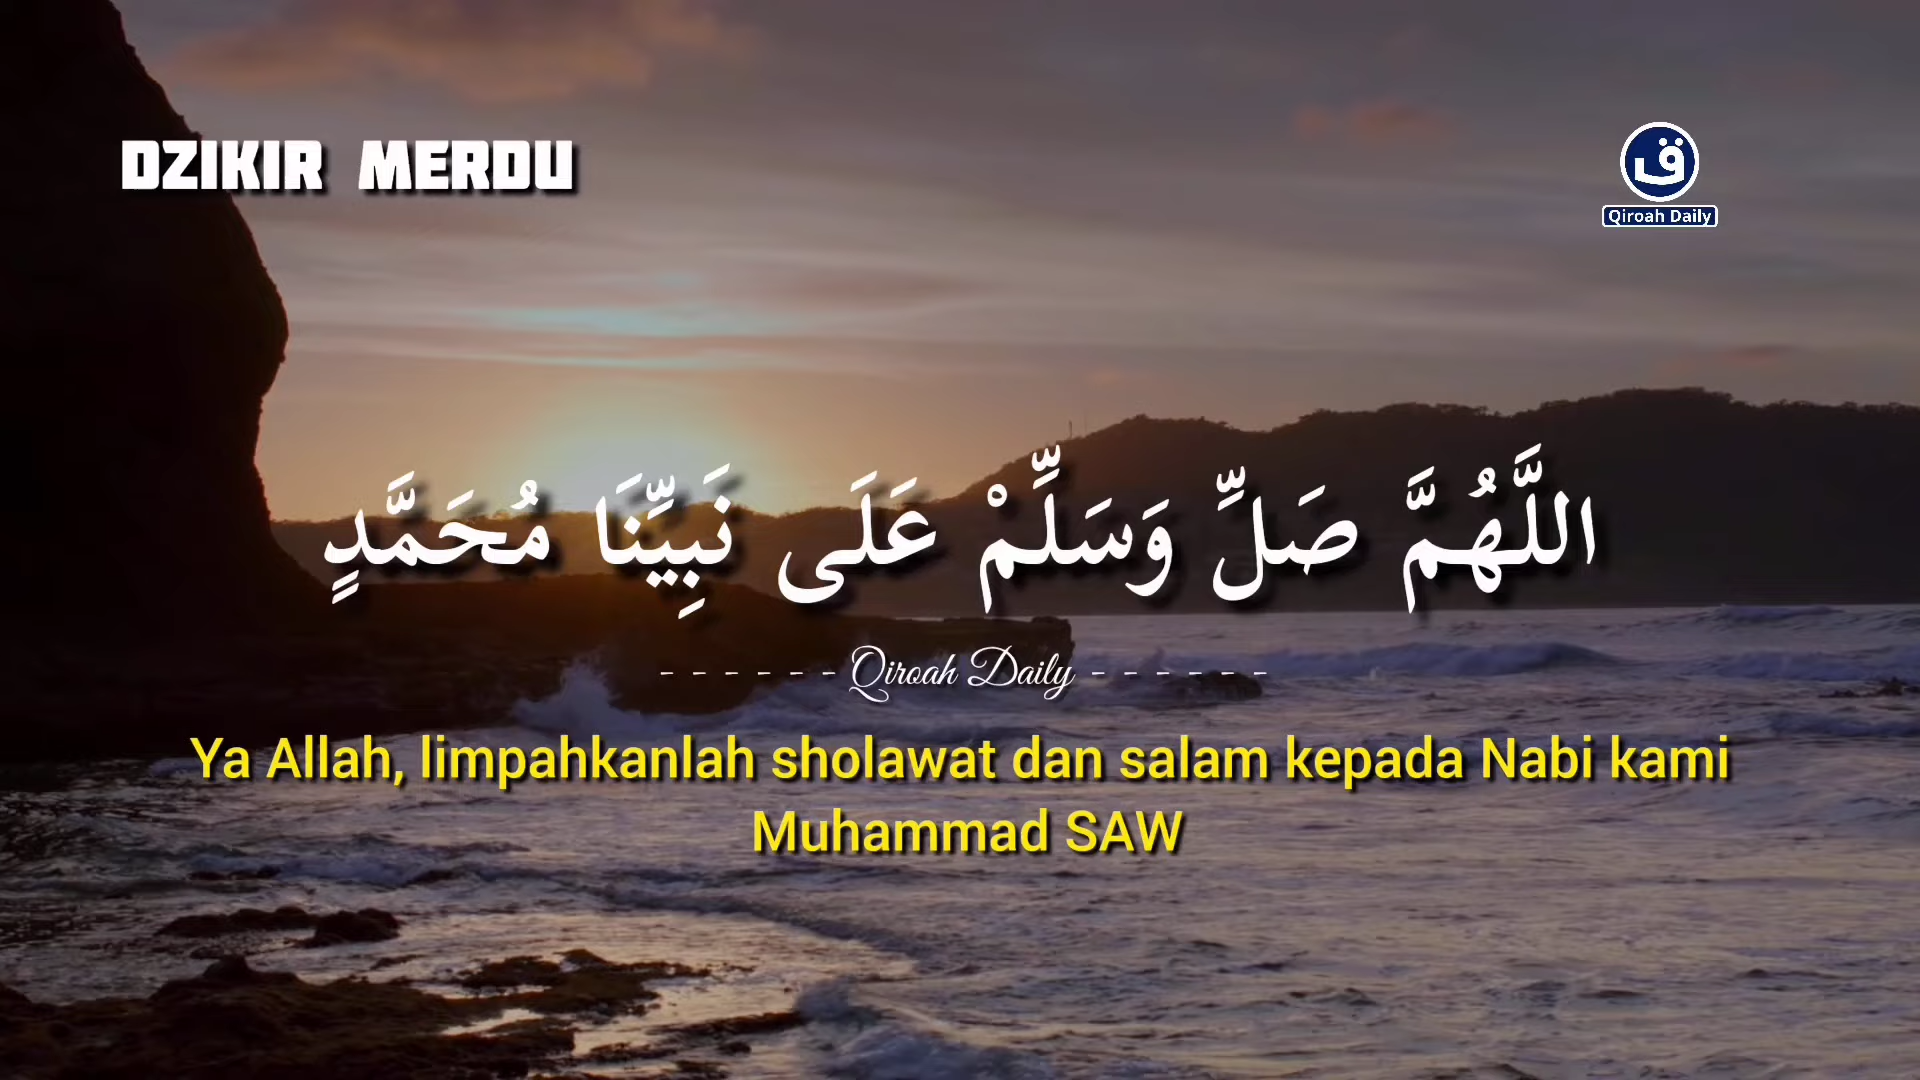 DZIKIR MERDU
ق
Qiroah Daily
اللَّهُمَّ صَلِّ وَسَلِّمْ عَلَى نَبِيِّنَا مُحَمَّدٍ
- - - - - - Qiroah Daily - - - - - -
Ya Allah, limpahkanlah sholawat dan salam kepada Nabi kami
Muhammad SAW